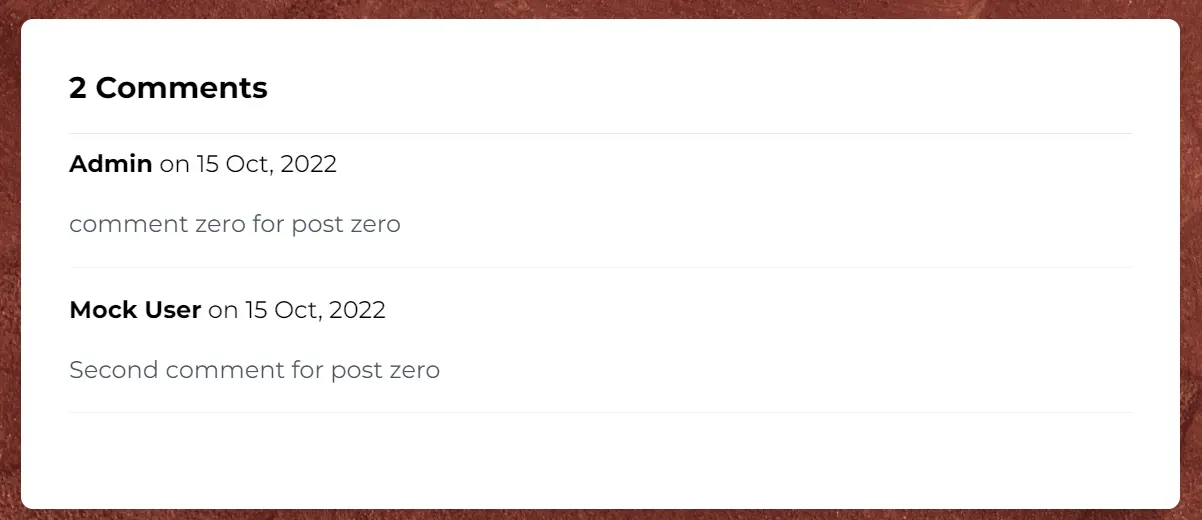 2 Comments
Admin on 15 Oct, 2022
comment zero for post zero
Mock User on 15 Oct, 2022
Second comment for post zero